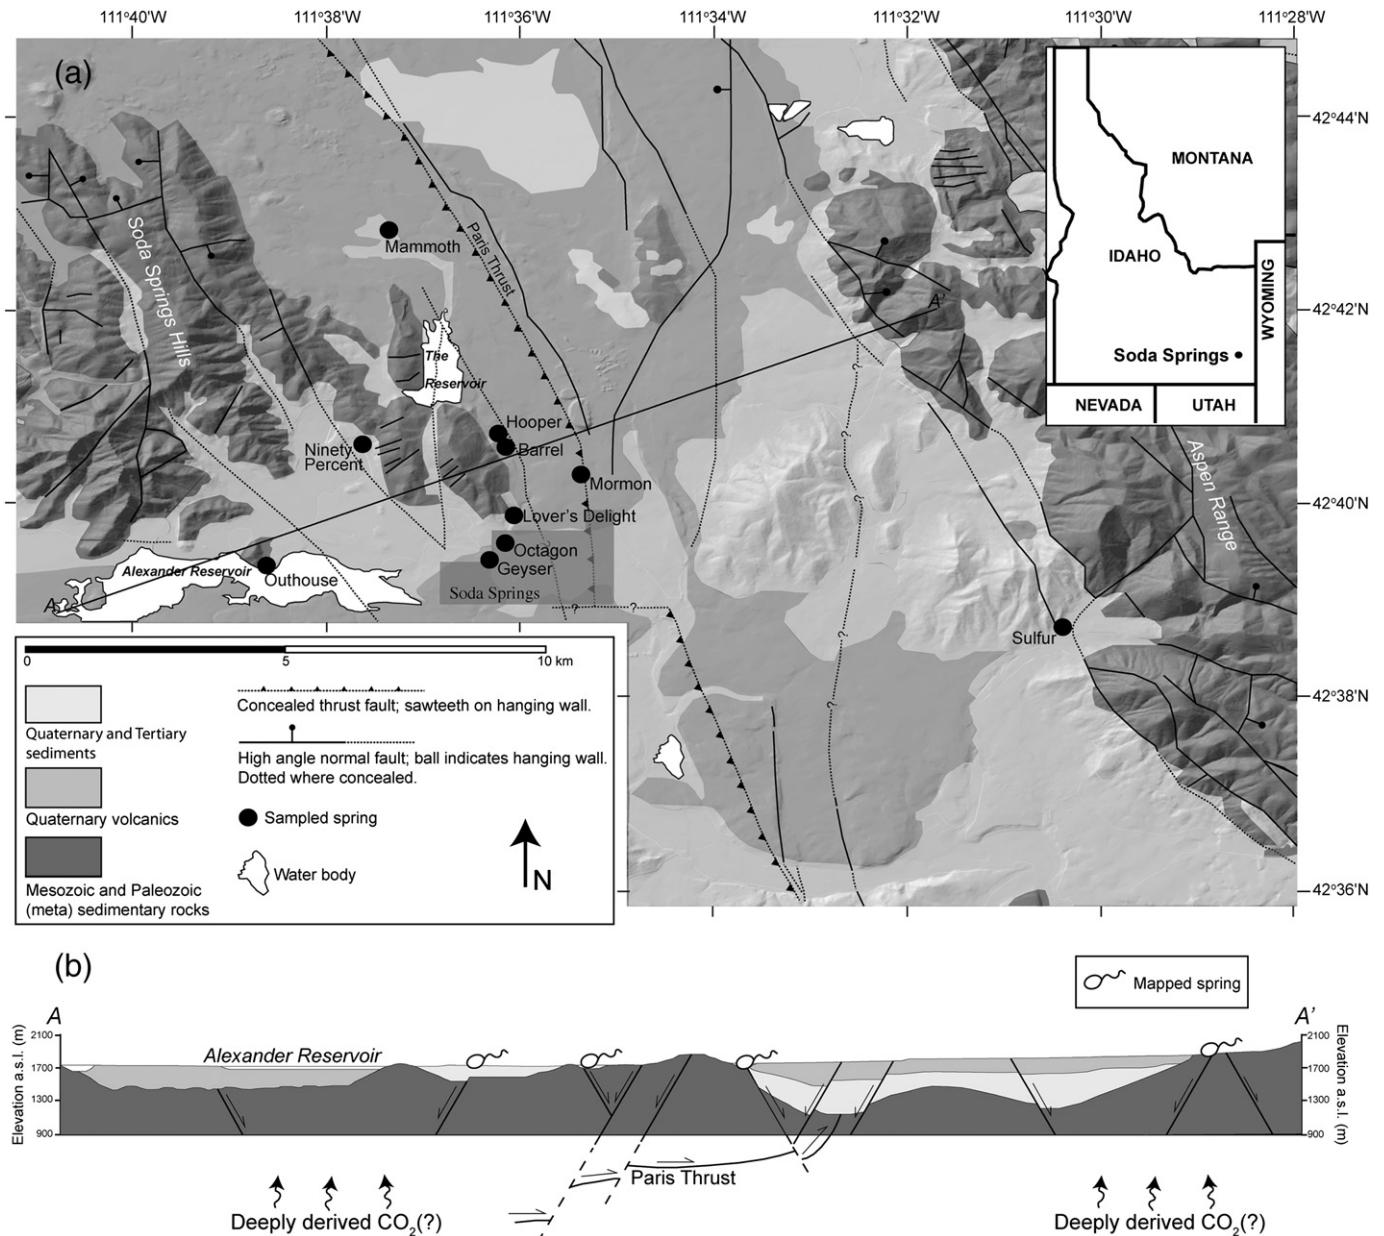 111°40'W
111°38'W
111°36'W
111°34'W
111°32'W
111°30'W
111°28'W
(a)
42°44'N
42°42'N
42°40'N
42°38'N
42°36'N
MONTANA
IDAHO
WYOMING
Soda Springs
NEVADA
UTAH
Soda Springs Hills
Mammoth
Paris Thrust
A'
The
Reservoir
Hooper
Barrel
Ninety
Percent
Mormon
Lover's Delight
Octagon
Geyser
Soda Springs
Alexander Reservoir
Outhouse
A
Aspen Range
Sulfur
?
?
?
?
?
?
?
0
5
10 km
Quaternary and Tertiary
sediments
Quaternary volcanics
Mesozoic and Paleozoic
(meta) sedimentary rocks
Concealed thrust fault; sawteeth on hanging wall.
High angle normal fault; ball indicates hanging wall.
Dotted where concealed.
Sampled spring
Water body
N
(b)
Mapped spring
A
A'
Elevation a.s.l. (m)
2100
1700
1300
900
Alexander Reservoir
2100
1700
1300
900
Elevation a.s.l. (m)
Paris Thrust
Deeply derived CO2(?)
Deeply derived CO2(?)